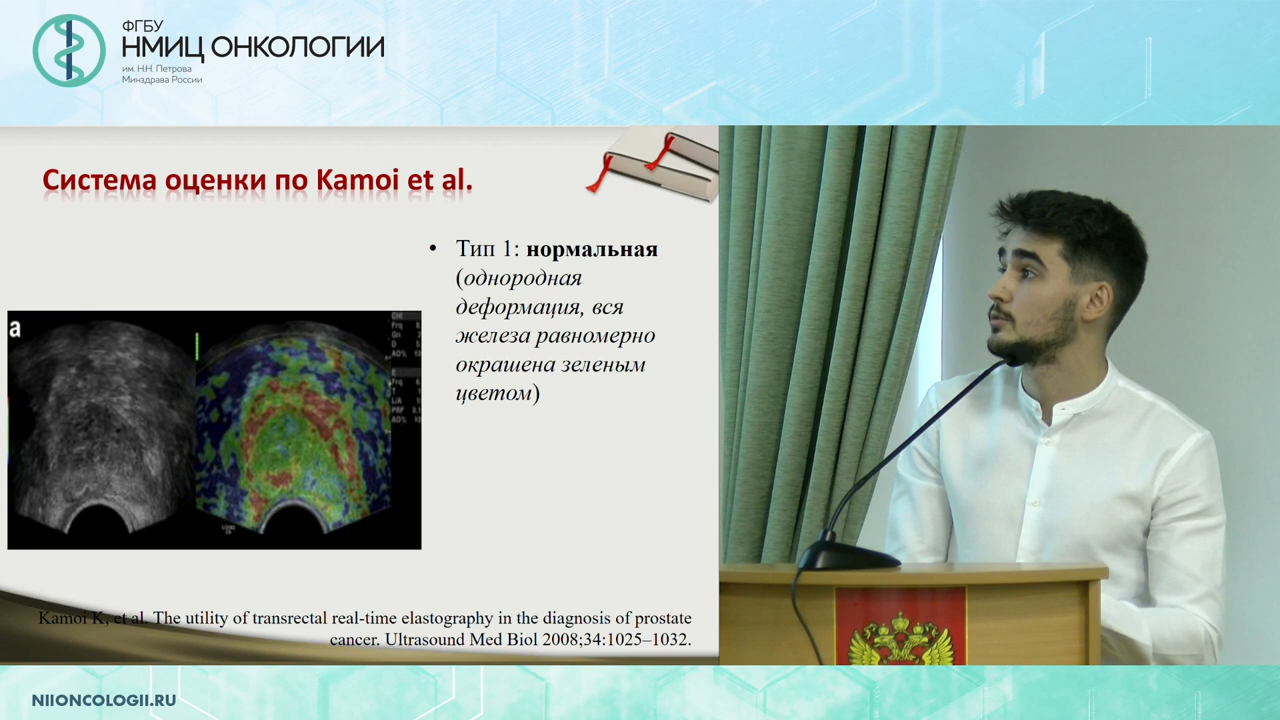 ФГБУ
НМИЦ ОНКОЛОГИИ
им. Н.Н. Петрова
Минздрава России
Система оценки по Kamoi et al.
• Тип 1: нормальная
(однородная
деформация, вся
железа равномерно
окрашена зеленым
цветом)
a
Kamoi K, et al. The utility of transrectal real-time elastography in the diagnosis of prostate
cancer. Ultrasound Med Biol 2008;34:1025–1032.
NIIONCOLOGII.RU